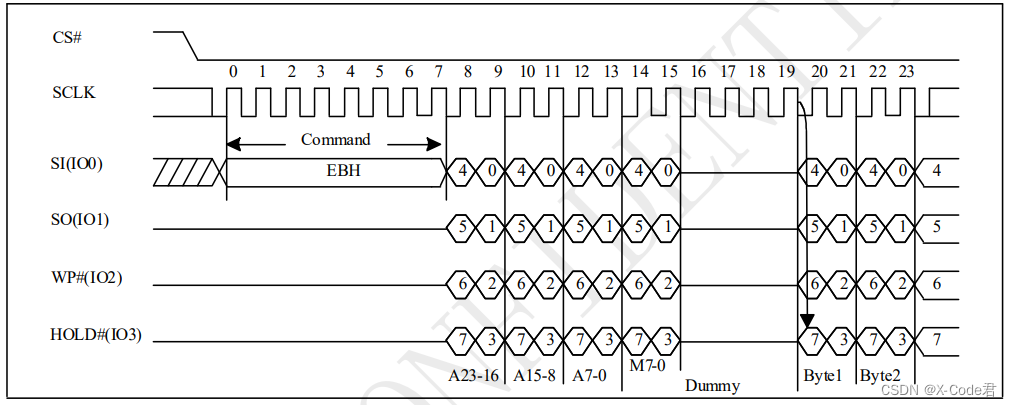 CS#
0 1 2 3 4 5 6 7 8 9 10 11 12 13 14 15 16 17 18 19 20 21 22 23
SCLK
Command
SI(IO0) EBH 4 0 4 0 4 0 4 0 4 0 4 0 4
SO(IO1) 5 1 5 1 5 1 5 1 5 1 5 1 5
WP#(IO2) 6 2 6 2 6 2 6 2 6 2 6 2 6
HOLD#(IO3) 7 3 7 3 7 3 7 3 7 3 7 3 7
A23-16 A15-8 A7-0 M7-0 Byte1 Byte2
Dummy
CSDN @X-Code君